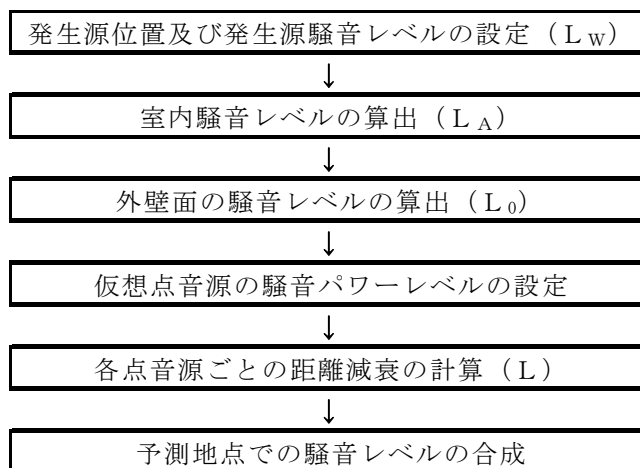 発生源位置及び発生源騒音レベルの設定（ＬW）
↓
室内騒音レベルの算出（ＬA）
↓
外壁面の騒音レベルの算出（Ｌ0）
↓
仮想点音源の騒音パワーレベルの設定
↓
各点音源ごとの距離減衰の計算（Ｌ）
↓
予測地点での騒音レベルの合成